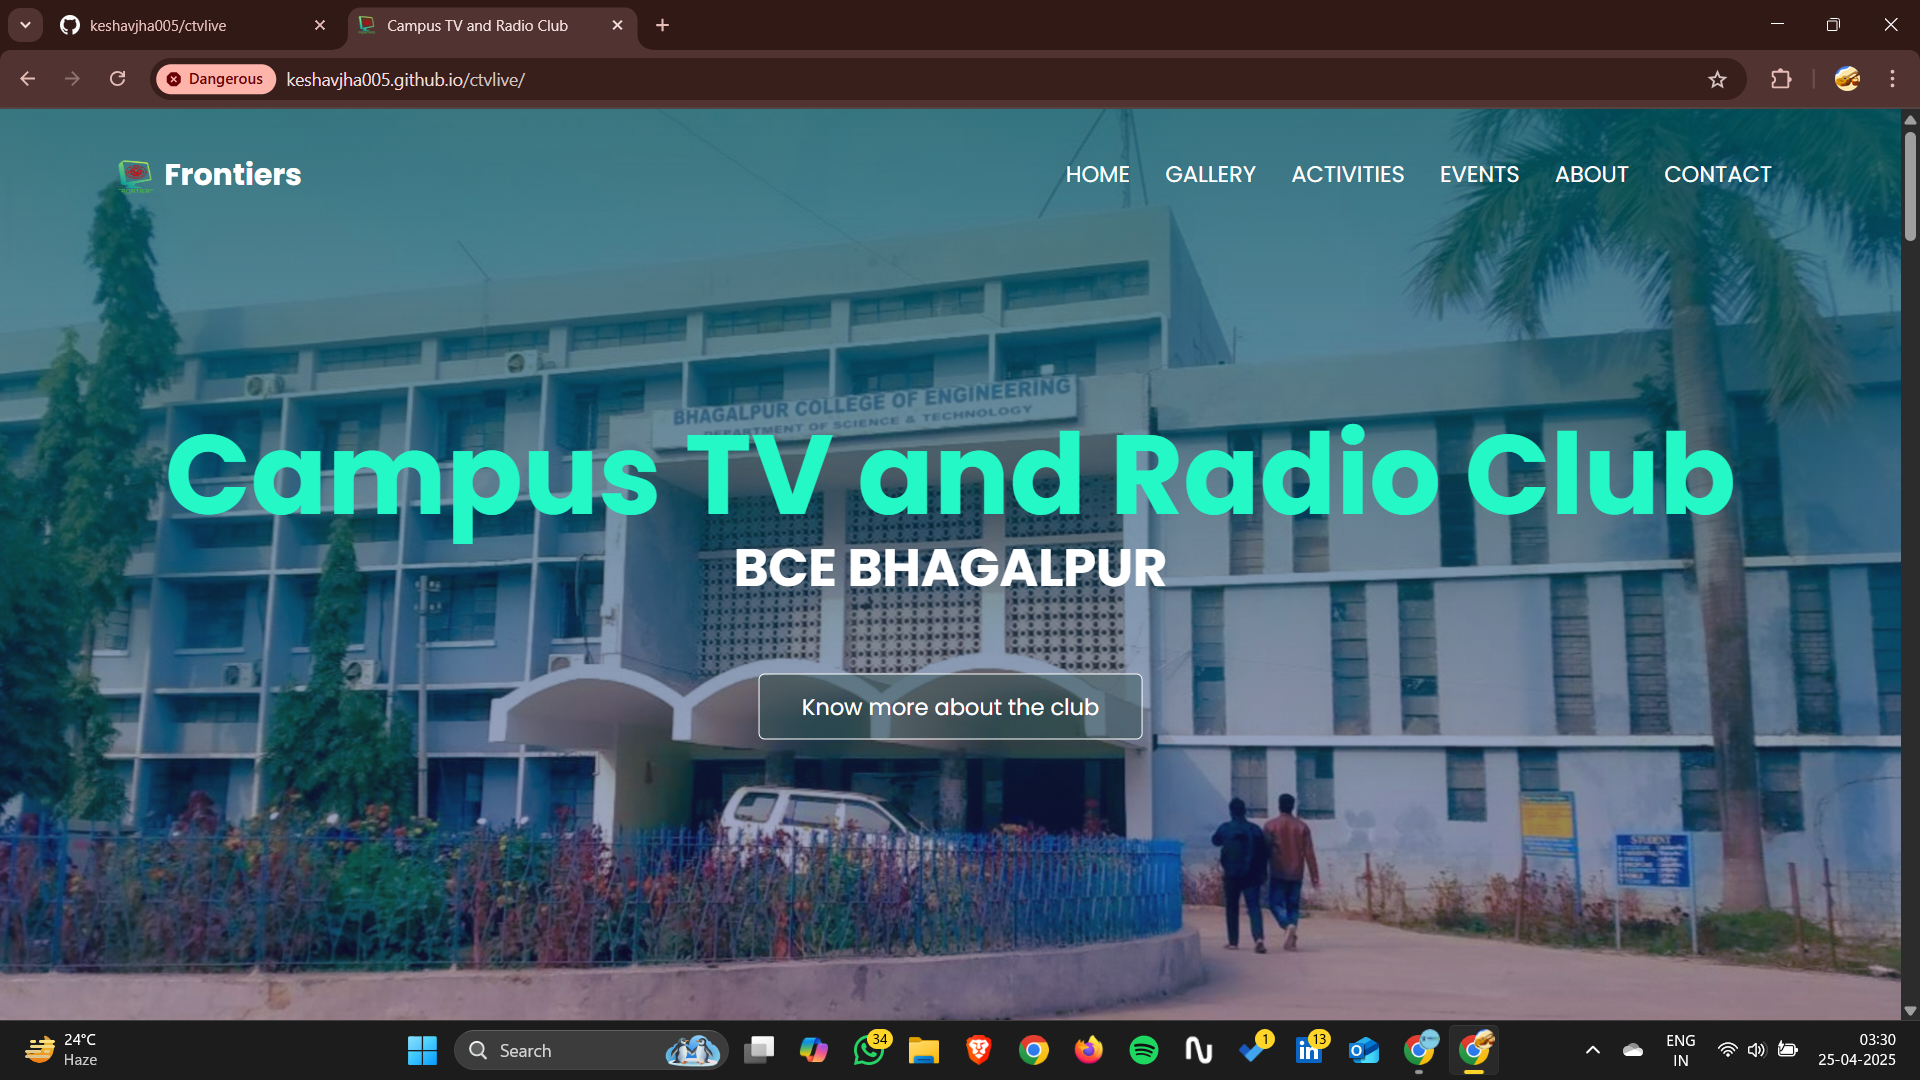 keshavjha005/ctvlive
Campus TV and Radio Club
Dangerous
keshavjha005.github.io/ctvlive/
Frontiers
HOME
GALLERY
ACTIVITIES
EVENTS
ABOUT
CONTACT
BHAGALPUR COLLEGE OF ENGINEERING
DEPARTMENT OF SCIENCE & TECHNOLOGY
Campus TV and Radio Club
BCE BHAGALPUR
Know more about the club
STUDENT
24°C
Haze
Search
34
1
13
ENG
IN
03:30
25-04-2025